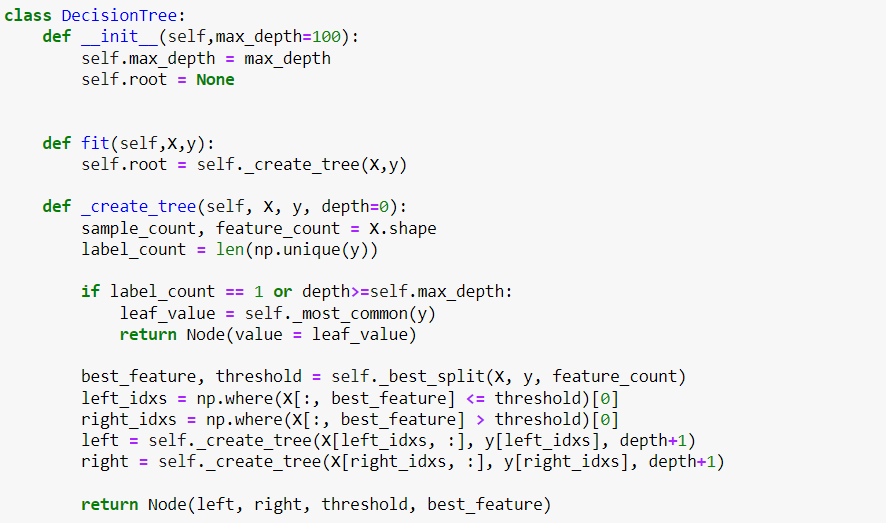 class DecisionTree:
    def __init__(self,max_depth=100):
        self.max_depth = max_depth
        self.root = None
    def fit(self,X,y):
        self.root = self._create_tree(X,y)
    def _create_tree(self, X, y, depth=0):
        sample_count, feature_count = X.shape
        label_count = len(np.unique(y))
        if label_count == 1 or depth>=self.max_depth:
            leaf_value = self._most_common(y)
            return Node(value = leaf_value)
        best_feature, threshold = self._best_split(X, y, feature_count)
        left_idxs = np.where(X[:, best_feature] <= threshold)[0]
        right_idxs = np.where(X[:, best_feature] > threshold)[0]
        left = self._create_tree(X[left_idxs, :], y[left_idxs], depth+1)
        right = self._create_tree(X[right_idxs, :], y[right_idxs], depth+1)
        return Node(left, right, threshold, best_feature)